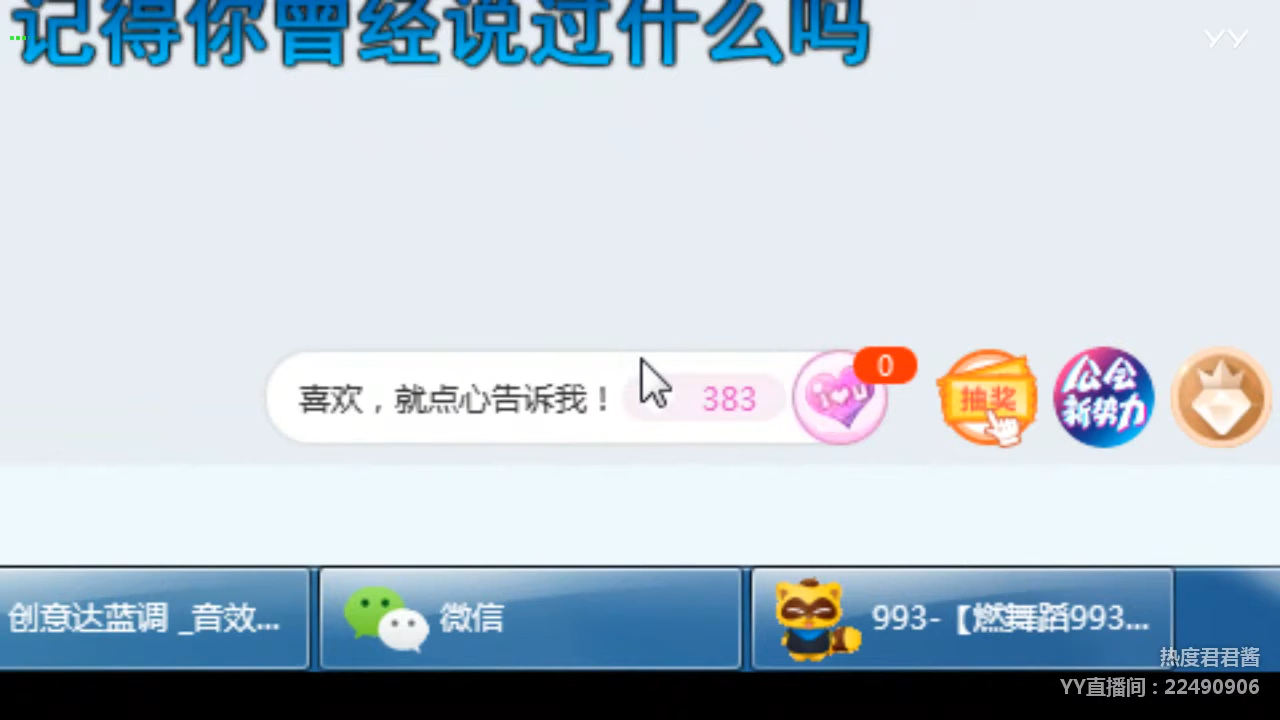 记得你曾经说过什么吗
YY
喜欢，就点心告诉我！ 383
i❤U
0
抽奖
公会
新势力
创意达蓝调 _音效...
微信
993-【燃舞蹈993...
热度君君酱
YY直播间：22490906